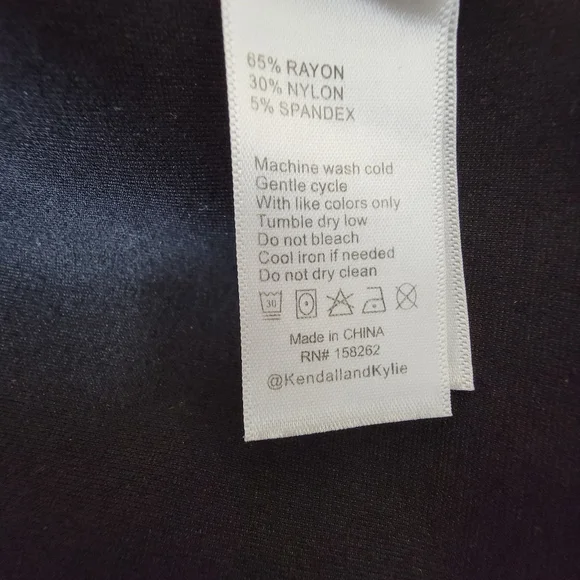 65% RAYON
30% NYLON
5% SPANDEX
Machine wash cold
Gentle cycle
With like colors only
Tumble dry low
Do not bleach
Cool iron if needed
Do not dry clean
30
Made in CHINA
RN# 158262
@KendallandKylie